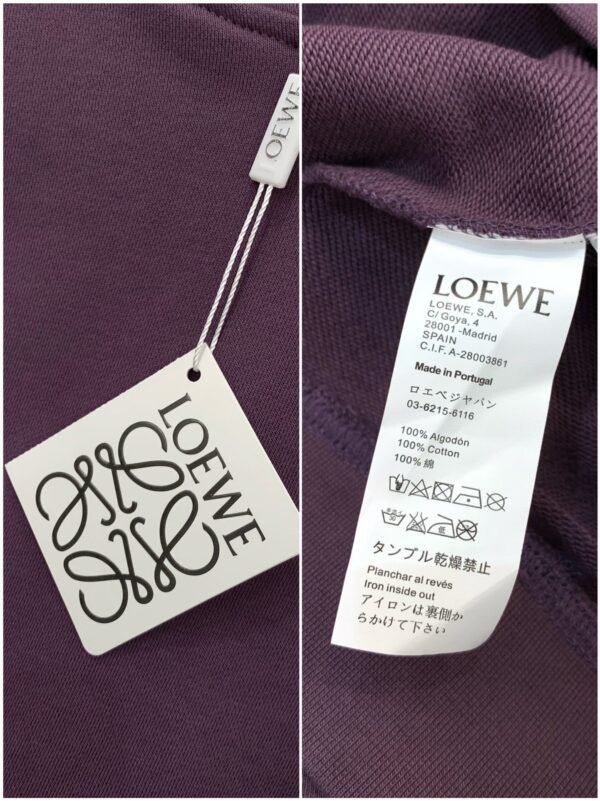 LOEWE
LOEWE
LOEWE
LOEWE, S.A.
C/ Goya, 4
28001 -Madrid
SPAIN
C.I.F. A-28003861
Made in Portugal
ロエベジャパン
03-6215-6116
100% Algodón
100% Cotton
100% 綿
低
タンブル乾燥禁止
Planchar al revés
Iron inside out
アイロンは裏側か
らかけて下さい